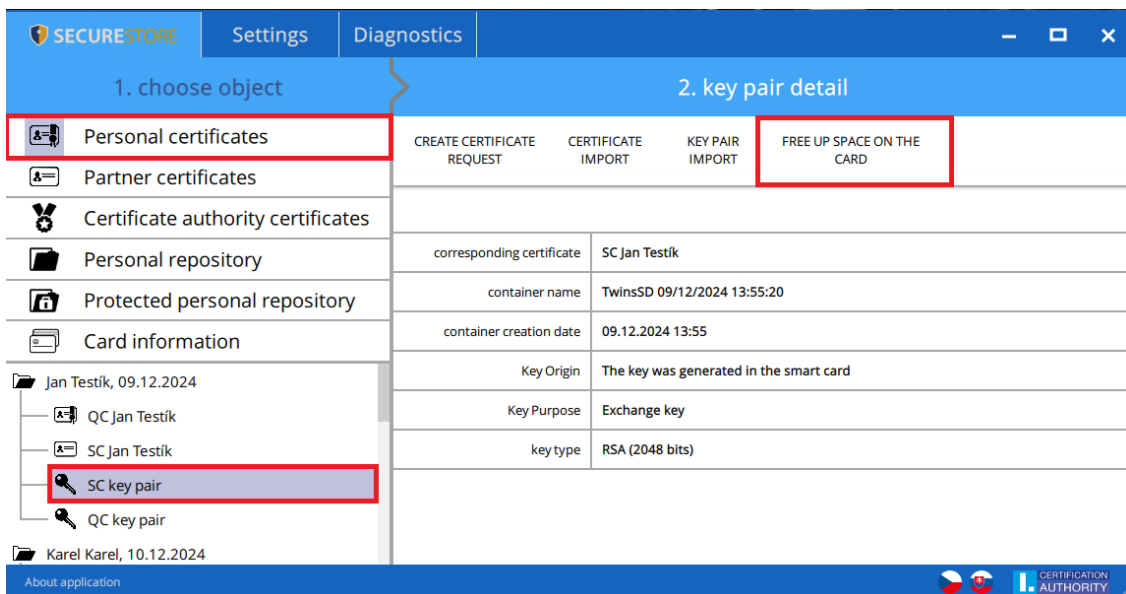 SECURESTORE
Settings
Diagnostics
1. choose object
2. key pair detail
Personal certificates
Partner certificates
Certificate authority certificates
Personal repository
Protected personal repository
Card information
Jan Testík, 09.12.2024
QC Jan Testík
SC Jan Testík
SC key pair
QC key pair
Karel Karel, 10.12.2024
CREATE CERTIFICATE
REQUEST
CERTIFICATE
IMPORT
KEY PAIR
IMPORT
FREE UP SPACE ON THE
CARD
corresponding certificate SC Jan Testík
container name TwinsSD 09/12/2024 13:55:20
container creation date 09.12.2024 13:55
Key Origin The key was generated in the smart card
Key Purpose Exchange key
key type RSA (2048 bits)
About application
I. CERTIFICATION
AUTHORITY